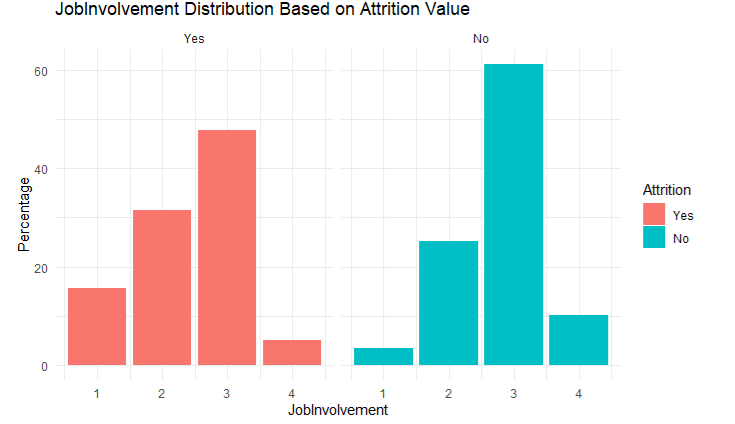 JobInvolvement Distribution Based on Attrition Value
Yes
No
60
40
20
0
Percentage
1 2 3 4
1 2 3 4
JobInvolvement
Attrition
Yes
No